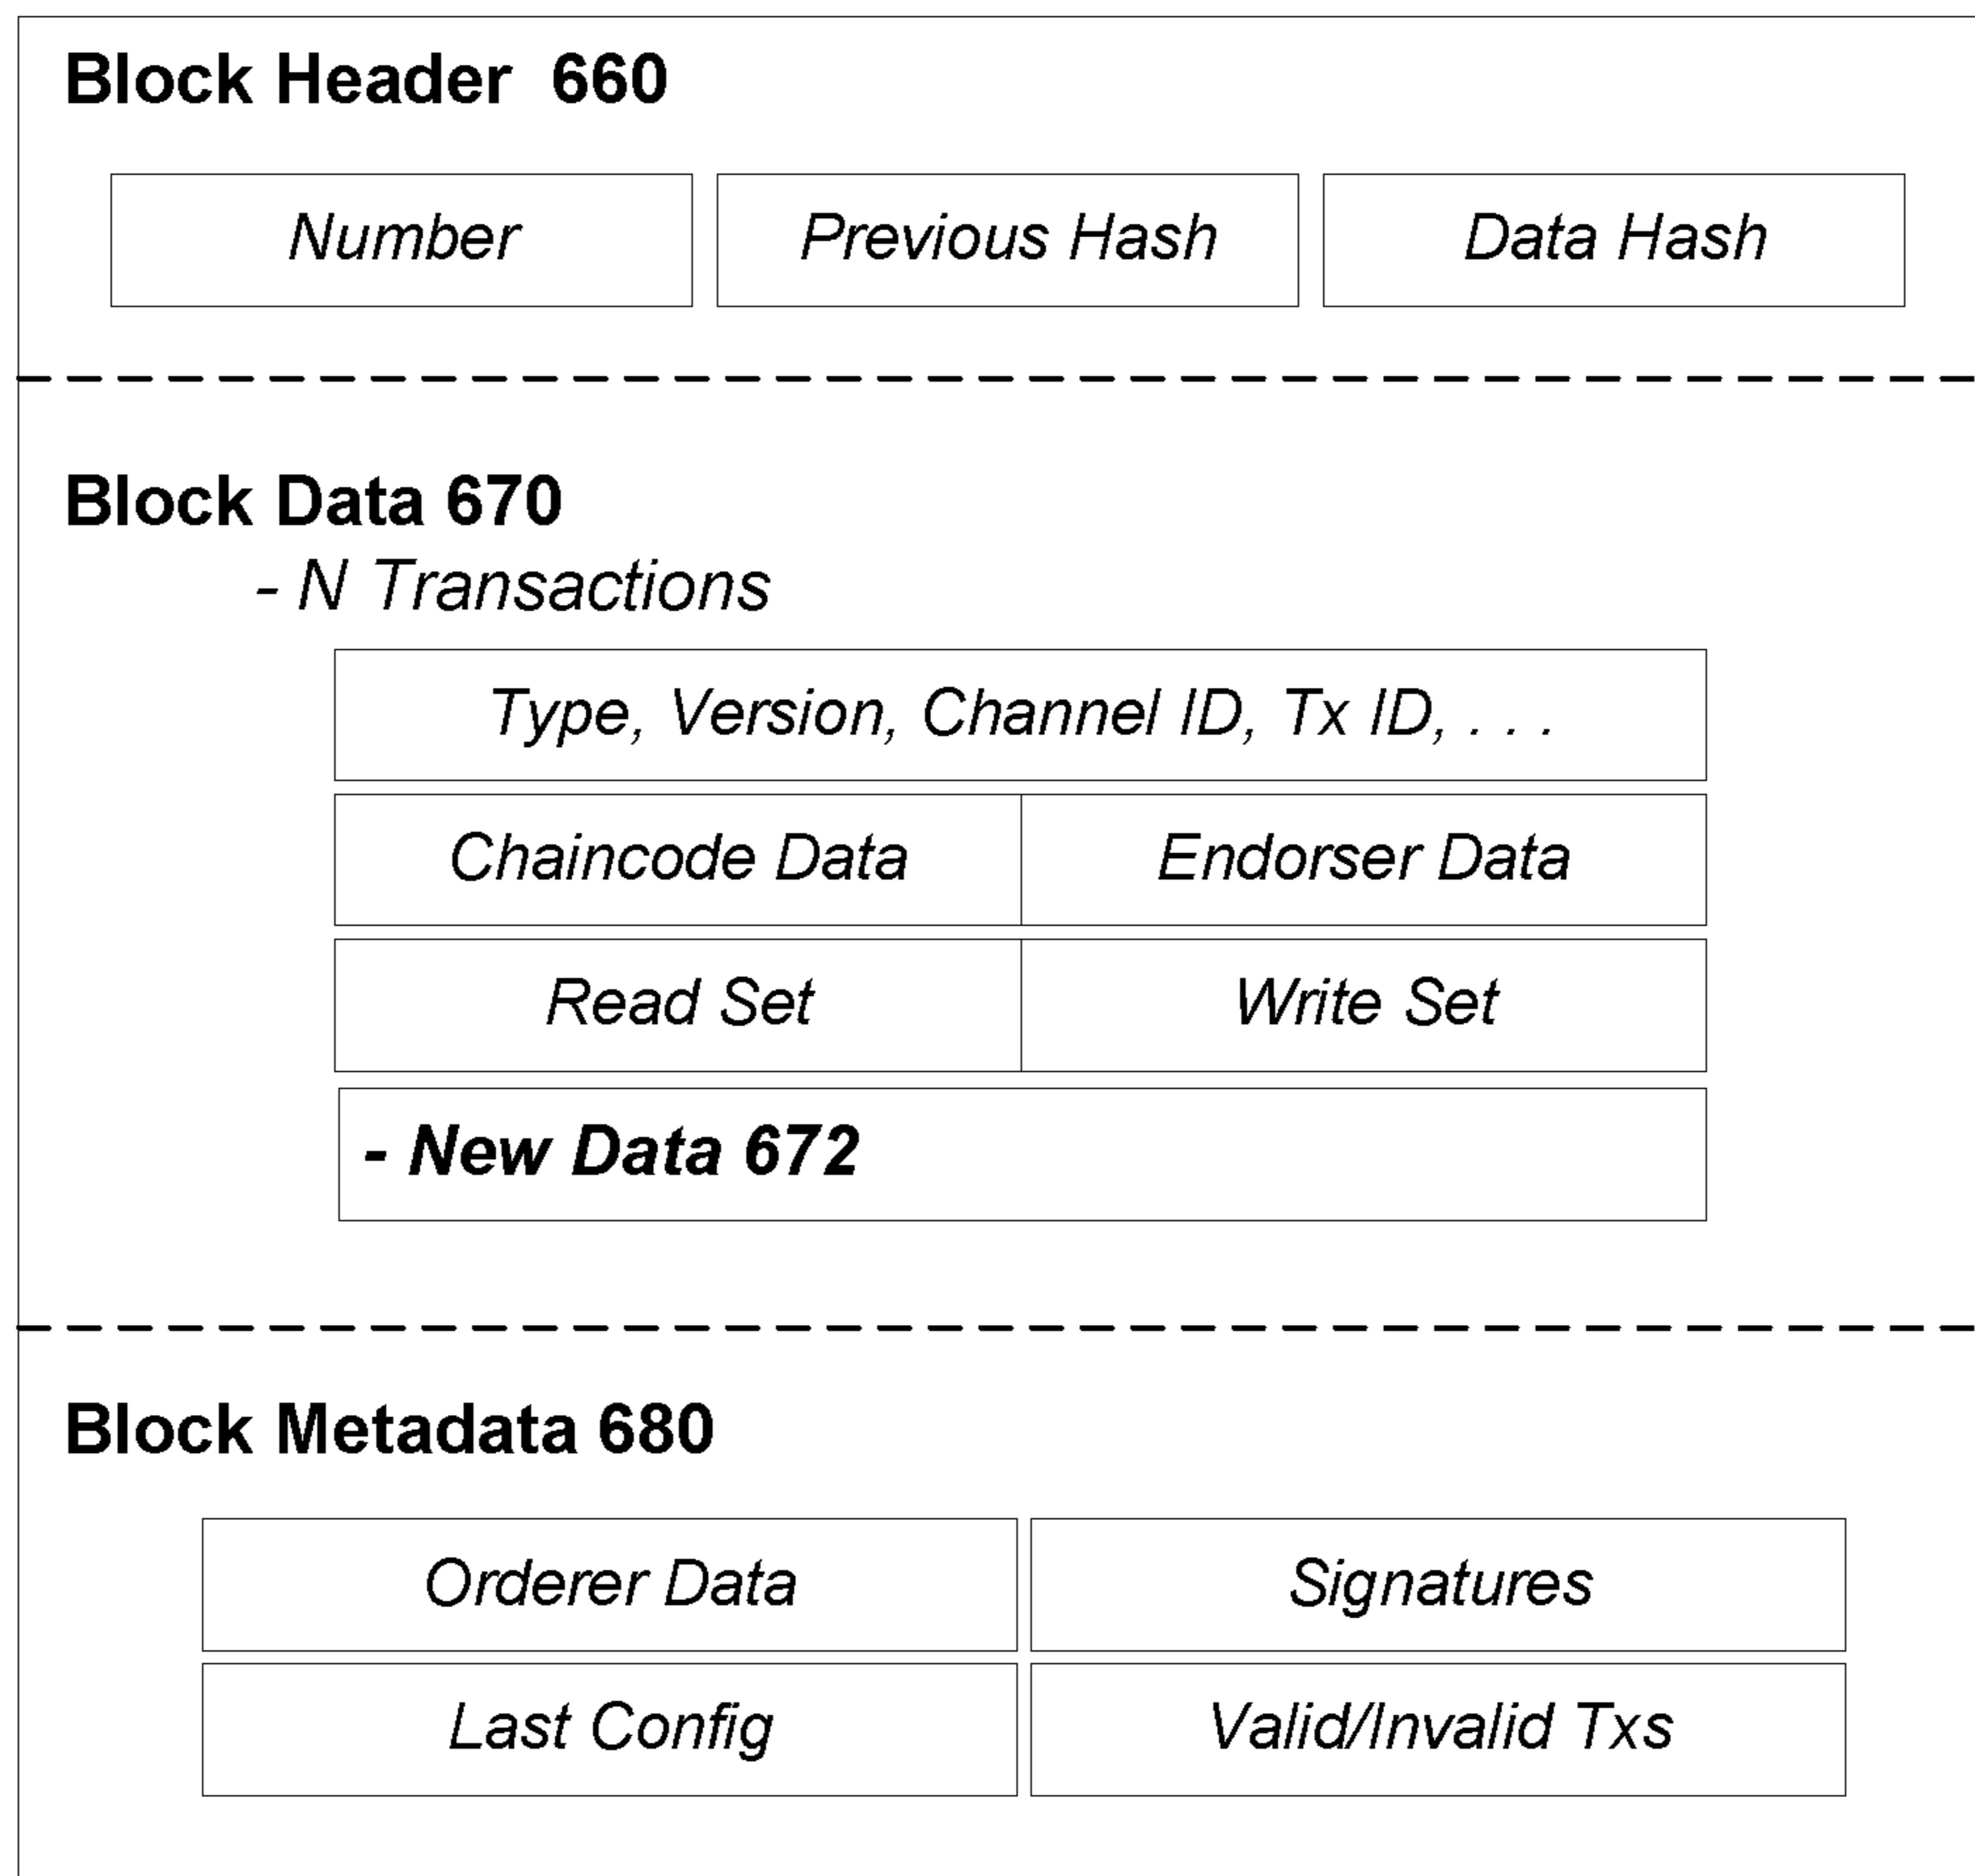 Block Header 660
Number Previous Hash Data Hash
Block Data 670
- N Transactions
Type, Version, Channel ID, Tx ID, . . .
Chaincode Data Endorser Data
Read Set Write Set
- New Data 672
Block Metadata 680
Orderer Data Signatures
Last Config Valid/Invalid Txs